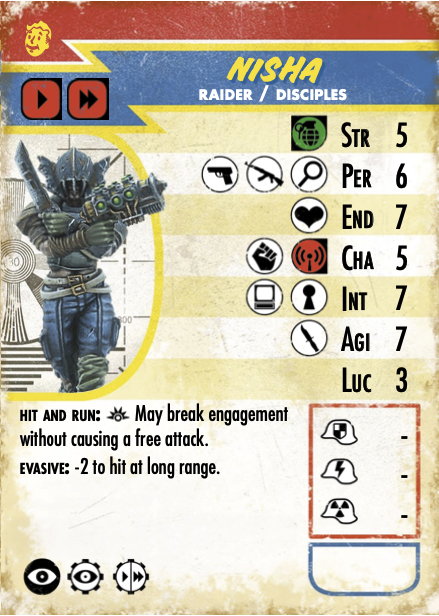 NISHA
RAIDER / DISCIPLES
STR 5
PER 6
END 7
CHA 5
INT 7
AGI 7
LUC 3
HIT AND RUN: May break engagement
without causing a free attack.
EVASIVE: -2 to hit at long range.
-
-
-